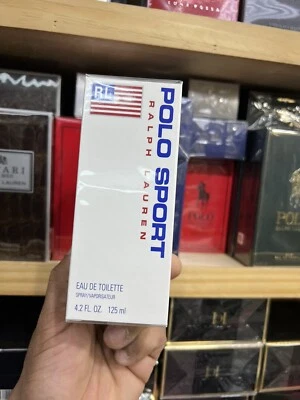 RL
POLO SPORT
RALPH LAUREN
EAU DE TOILETTE
SPRAY/VAPORISATEUR
4.2 FL. OZ. 125 ml
POLO
H
H